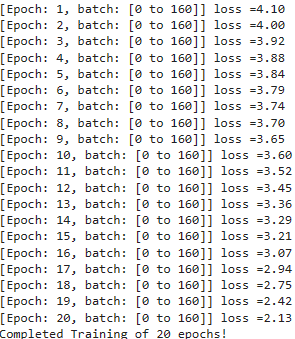 [Epoch: 1, batch: [0 to 160]] loss =4.10
[Epoch: 2, batch: [0 to 160]] loss =4.00
[Epoch: 3, batch: [0 to 160]] loss =3.92
[Epoch: 4, batch: [0 to 160]] loss =3.88
[Epoch: 5, batch: [0 to 160]] loss =3.84
[Epoch: 6, batch: [0 to 160]] loss =3.79
[Epoch: 7, batch: [0 to 160]] loss =3.74
[Epoch: 8, batch: [0 to 160]] loss =3.70
[Epoch: 9, batch: [0 to 160]] loss =3.65
[Epoch: 10, batch: [0 to 160]] loss =3.60
[Epoch: 11, batch: [0 to 160]] loss =3.52
[Epoch: 12, batch: [0 to 160]] loss =3.45
[Epoch: 13, batch: [0 to 160]] loss =3.36
[Epoch: 14, batch: [0 to 160]] loss =3.29
[Epoch: 15, batch: [0 to 160]] loss =3.21
[Epoch: 16, batch: [0 to 160]] loss =3.07
[Epoch: 17, batch: [0 to 160]] loss =2.94
[Epoch: 18, batch: [0 to 160]] loss =2.75
[Epoch: 19, batch: [0 to 160]] loss =2.42
[Epoch: 20, batch: [0 to 160]] loss =2.13
Completed Training of 20 epochs!